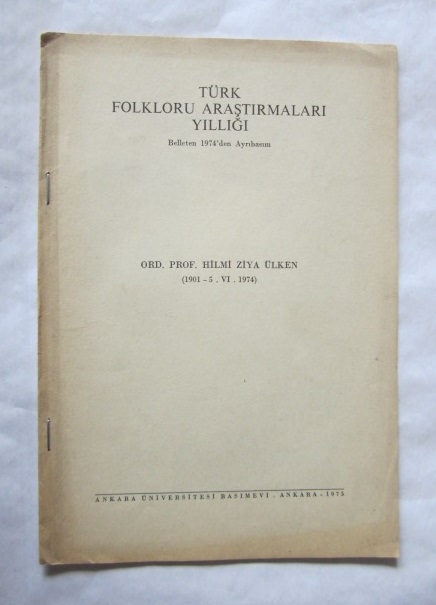 TÜRK
FOLKLORU ARAŞTIRMALARI
YILLIĞI
Belleten 1974'den Ayrıbasım
ORD. PROF. HİLMİ ZİYA ÜLKEN
(1901 – 5 . VI . 1974)
ANKARA ÜNİVERSİTESİ BASIMEVİ . ANKARA - 1975